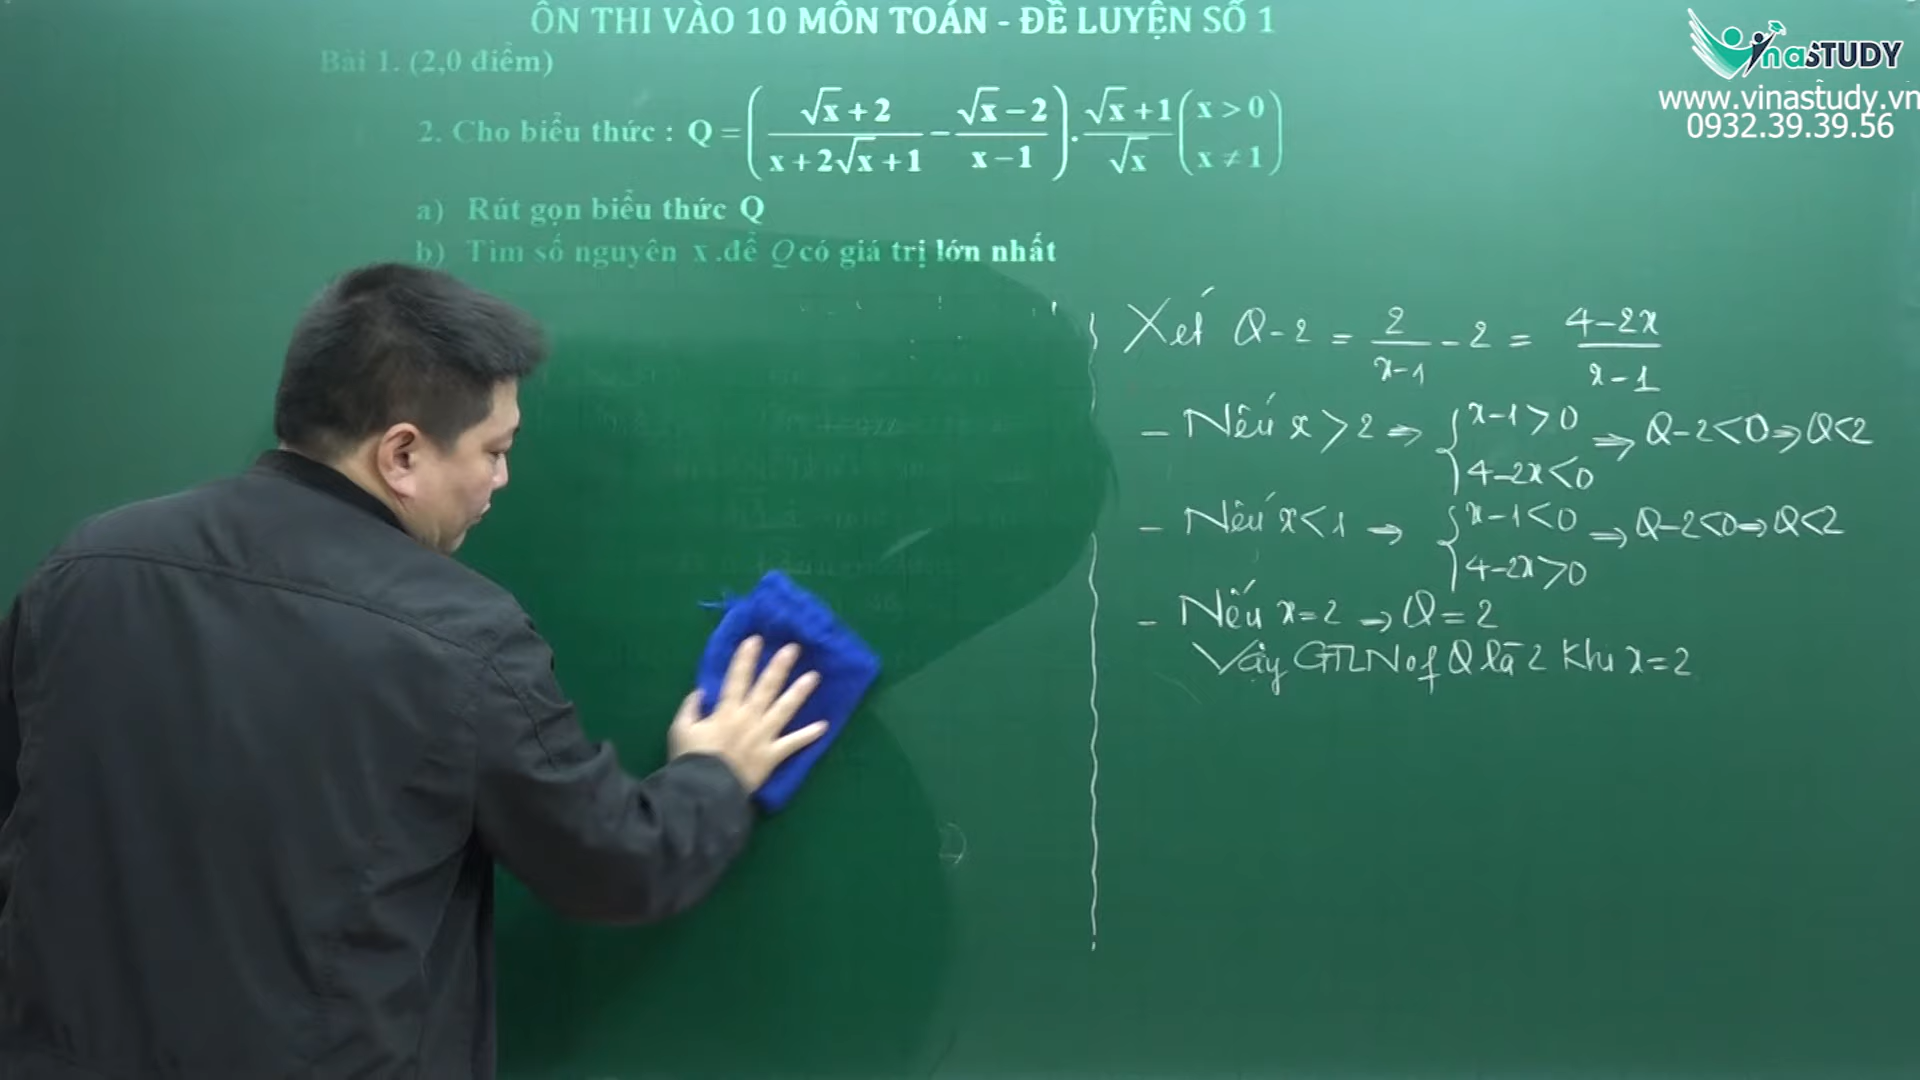 ÔN THI VÀO 10 MÔN TOÁN - ĐỀ LUYỆN SỐ 1
VinaSTUDY
www.vinastudy.vn
0932.39.39.56
Bài 1. (2,0 điểm)
2. Cho biểu thức : Q = ( (√x + 2)/(x + 2√x + 1) − (√x − 2)/(x − 1) ) . (√x + 1)/√x ( x > 0 x ≠ 1 )
a) Rút gọn biểu thức Q
b) Tìm số nguyên x .để Q có giá trị lớn nhất
Xét Q - 2 = 2/(x-1) - 2 = (4-2x)/(x-1)
- Nếu x > 2 ⇒ { x-1>0 4-2x<0 ⇒ Q-2<0 ⇒ Q<2
- Nếu x < 1 ⇒ { x-1<0 4-2x>0 ⇒ Q-2<0 ⇒ Q<2
- Nếu x=2 ⇒ Q=2
Vậy GTLN of Q là 2 Khi x=2